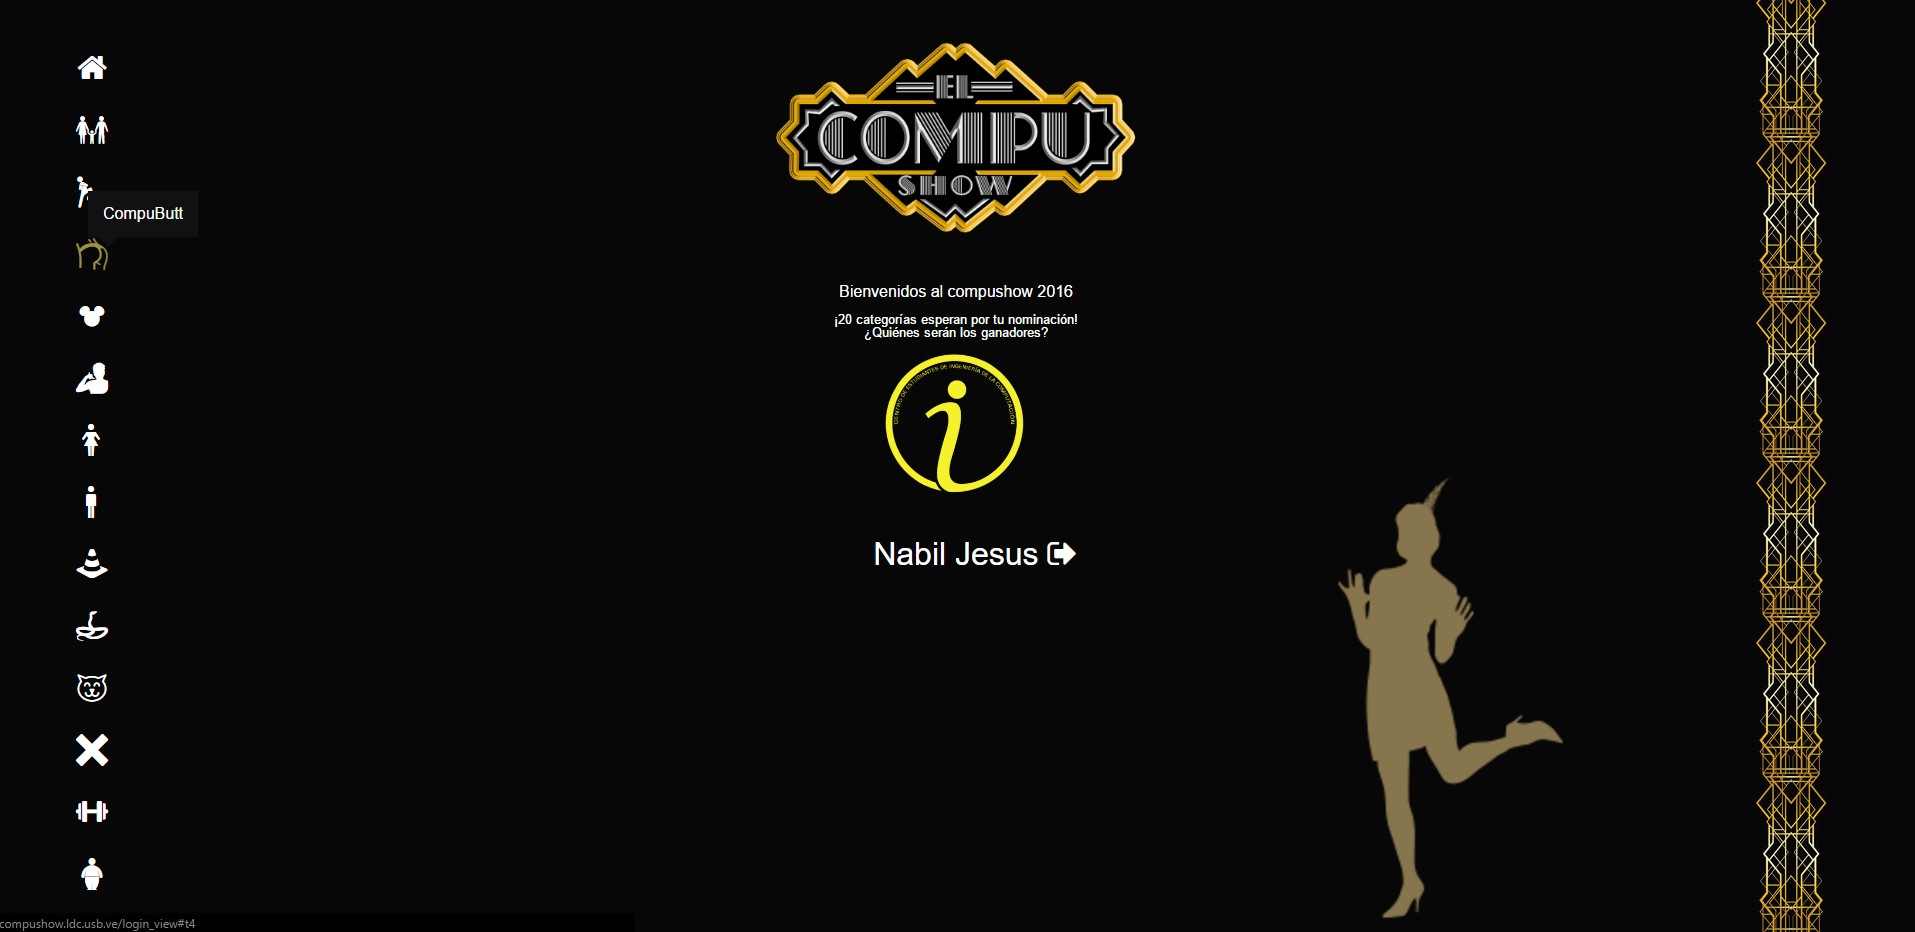 EL
COMPU
SHOW
CompuButt
Bienvenidos al compushow 2016
¡20 categorías esperan por tu nominación!
¿Quiénes serán los ganadores?
CENTRO DE ESTUDIANTES DE INGENIERÍA DE LA COMPUTACIÓN
i
Nabil Jesus
compushow.ldc.usb.ve/login_view#t4